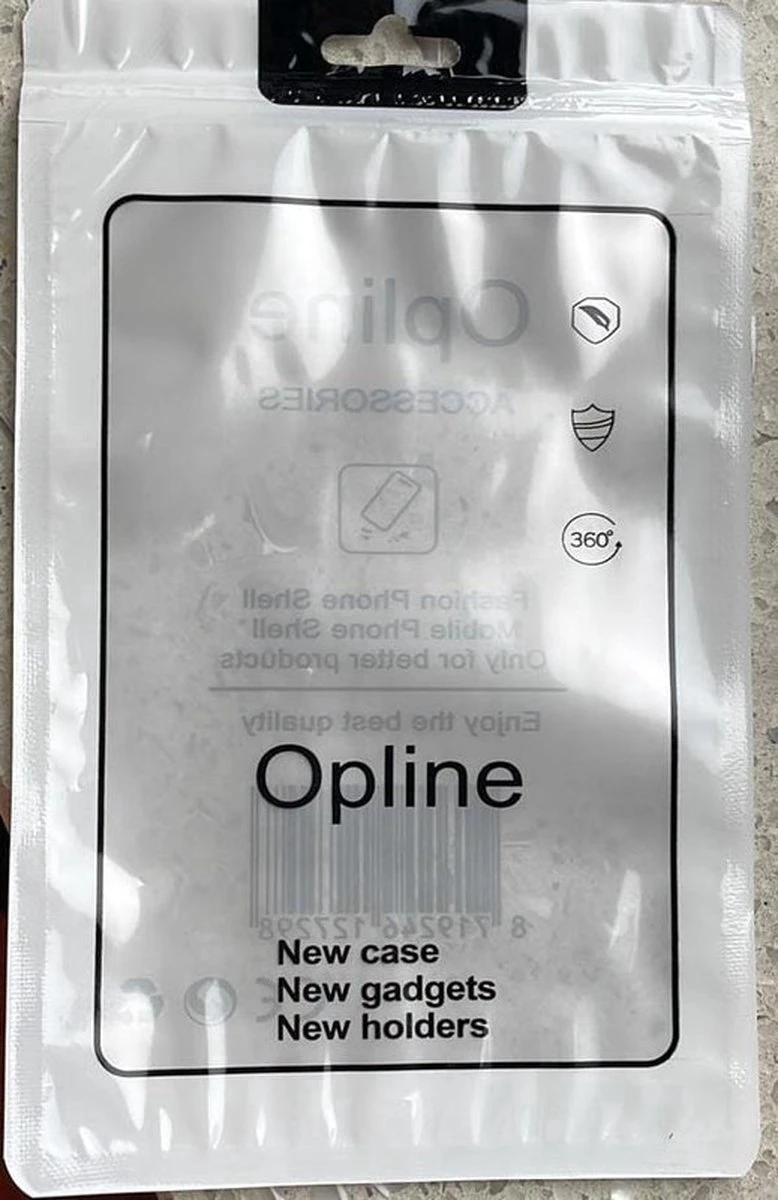 Opline
ACCESSORIES
360°
Fashion Phone Shell
Mobile Phone Shell
Only for better products
Enjoy the best quality
Opline
8 719246 127298
New case
New gadgets
New holders
CE